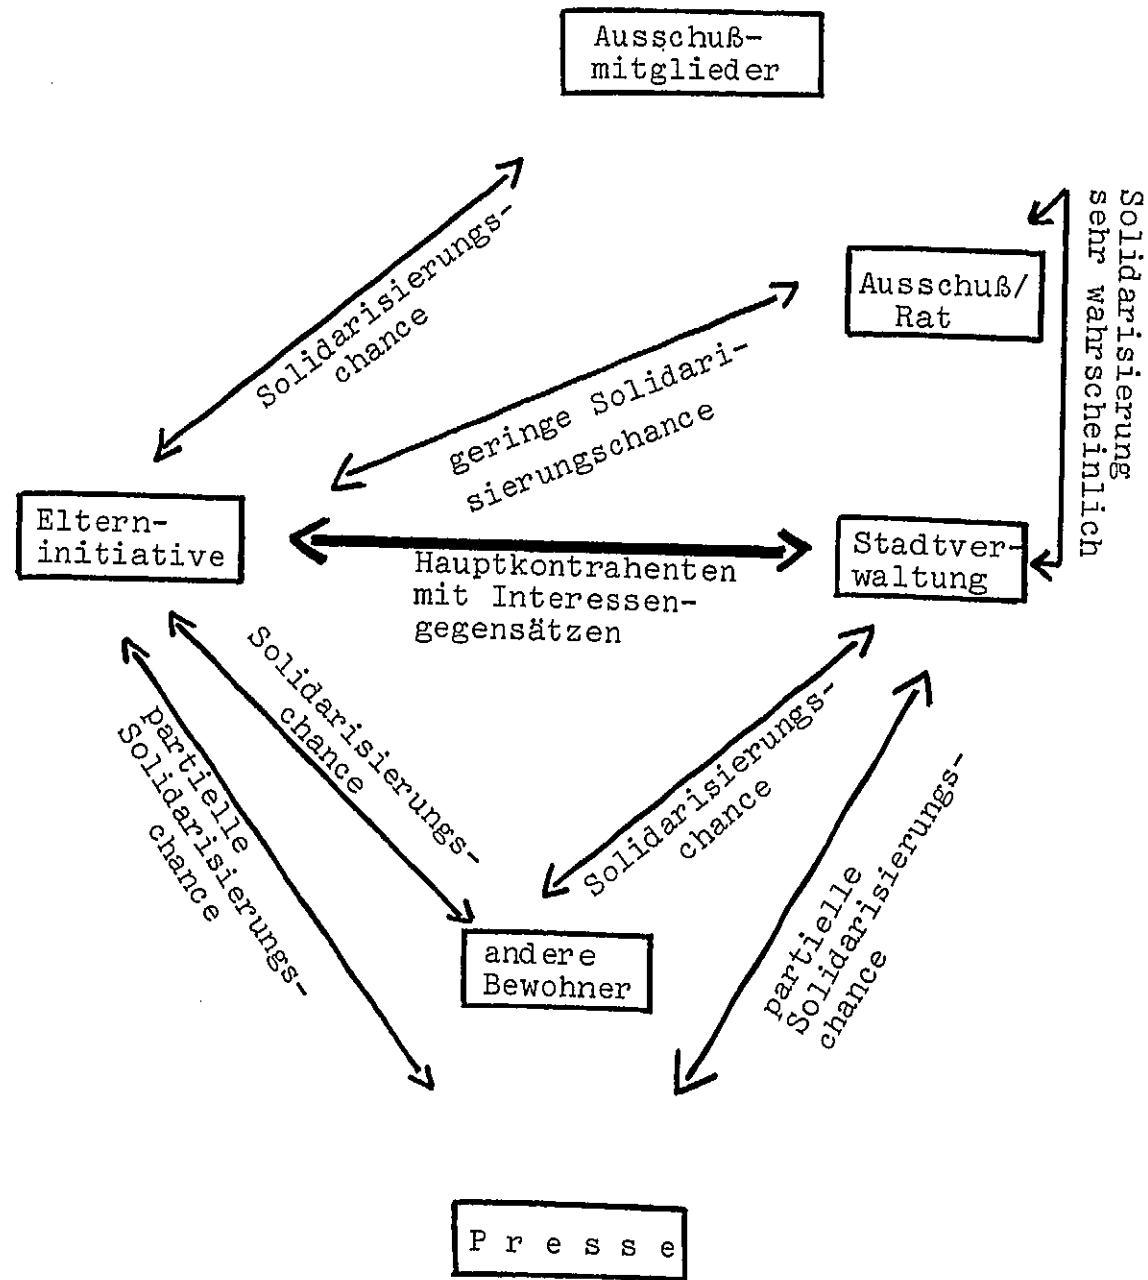 Ausschuß-
mitglieder
Solidarisierungs-
chance
Solidarisierung
sehr wahrscheinlich
Ausschuß/
Rat
geringe Solidari-
sierungschance
Eltern-
initiative
Hauptkontrahenten
mit Interessen-
gegensätzen
Stadtver-
waltung
Solidarisierungs-
chance
partielle
Solidarisierungs-
chance
Solidarisierungs-
chance
partielle
Solidarisierungs-
chance
andere
Bewohner
P r e s s e